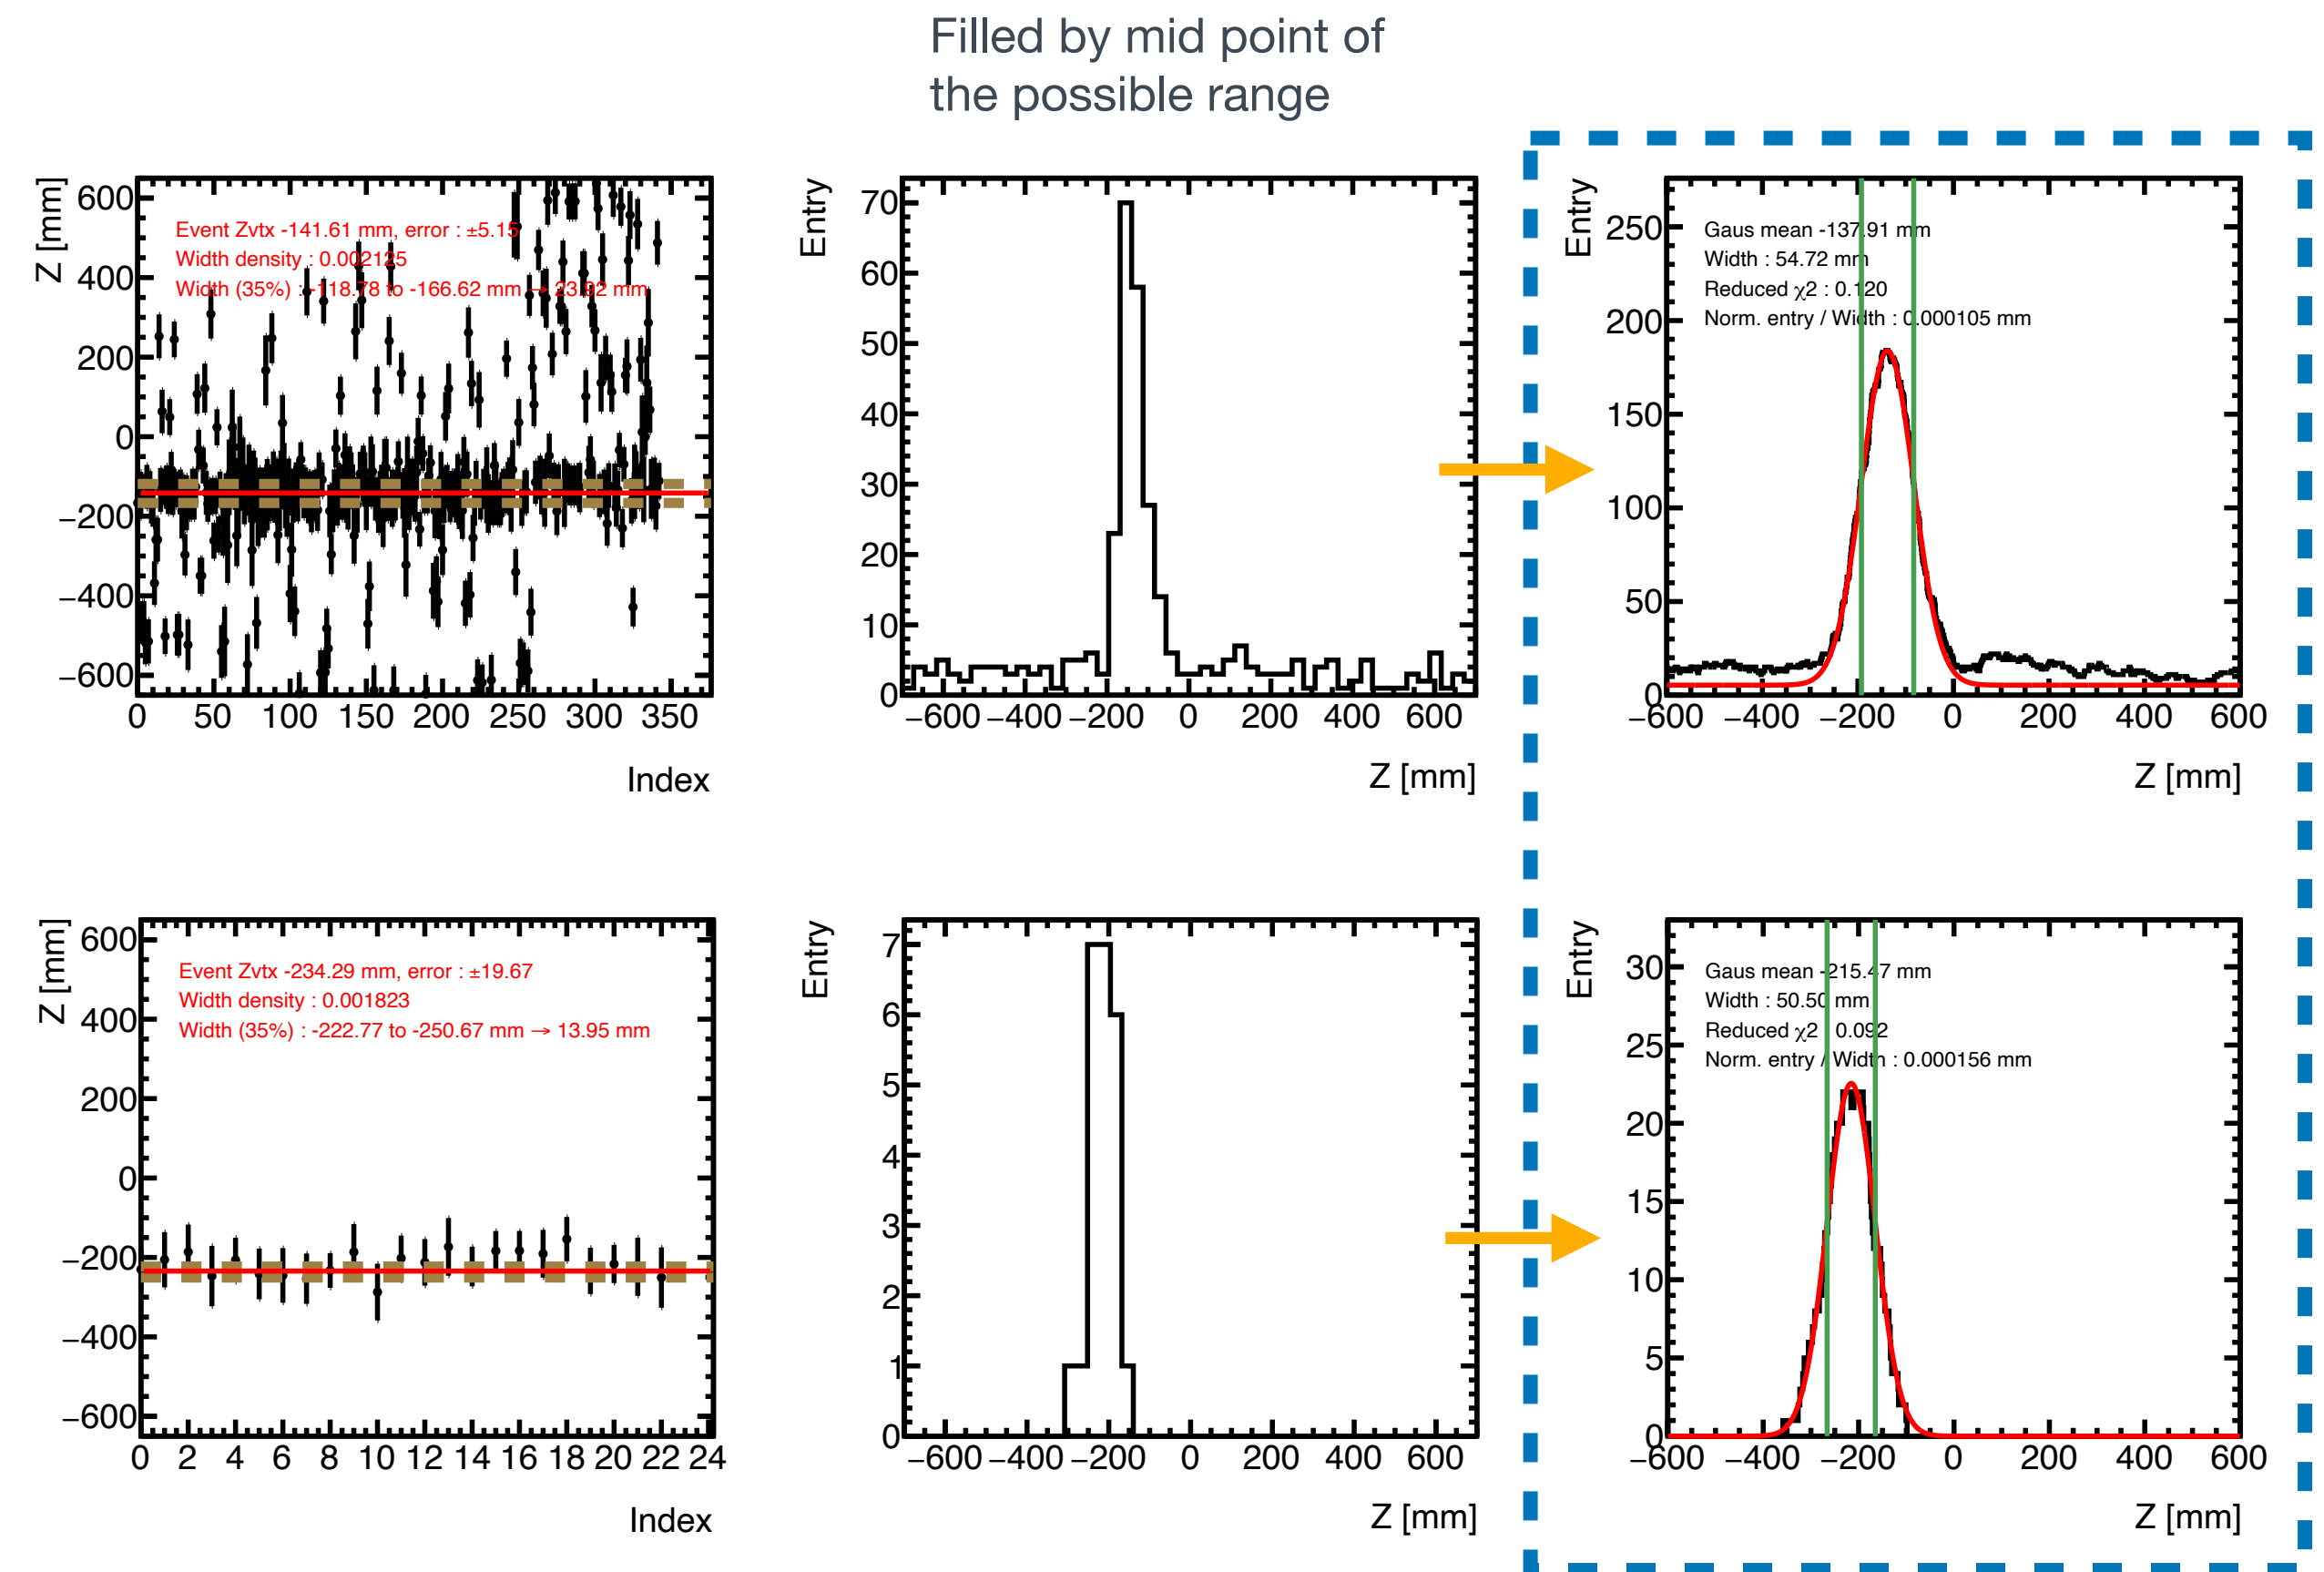 Filled by mid point of
the possible range
Z [mm]
600
400
200
0
−200
−400
−600
Event Zvtx -141.61 mm, error : ±5.15
Width density : 0.002125
Width (35%) : -118.78 to -166.62 mm → 23.92 mm
0 50 100 150 200 250 300 350
Index
Entry
70
60
50
40
30
20
10
0
−600 −400 −200 0 200 400 600
Z [mm]
Entry
250
200
150
100
50
0
Gaus mean -137.91 mm
Width : 54.72 mm
Reduced χ2 : 0.120
Norm. entry / Width : 0.000105 mm
−600 −400 −200 0 200 400 600
Z [mm]
Z [mm]
600
400
200
0
−200
−400
−600
Event Zvtx -234.29 mm, error : ±19.67
Width density : 0.001823
Width (35%) : -222.77 to -250.67 mm → 13.95 mm
0 2 4 6 8 10 12 14 16 18 20 22 24
Index
Entry
7
6
5
4
3
2
1
0
−600 −400 −200 0 200 400 600
Z [mm]
Entry
30
25
20
15
10
5
0
Gaus mean -215.47 mm
Width : 50.50 mm
Reduced χ2 : 0.092
Norm. entry / Width : 0.000156 mm
−600 −400 −200 0 200 400 600
Z [mm]